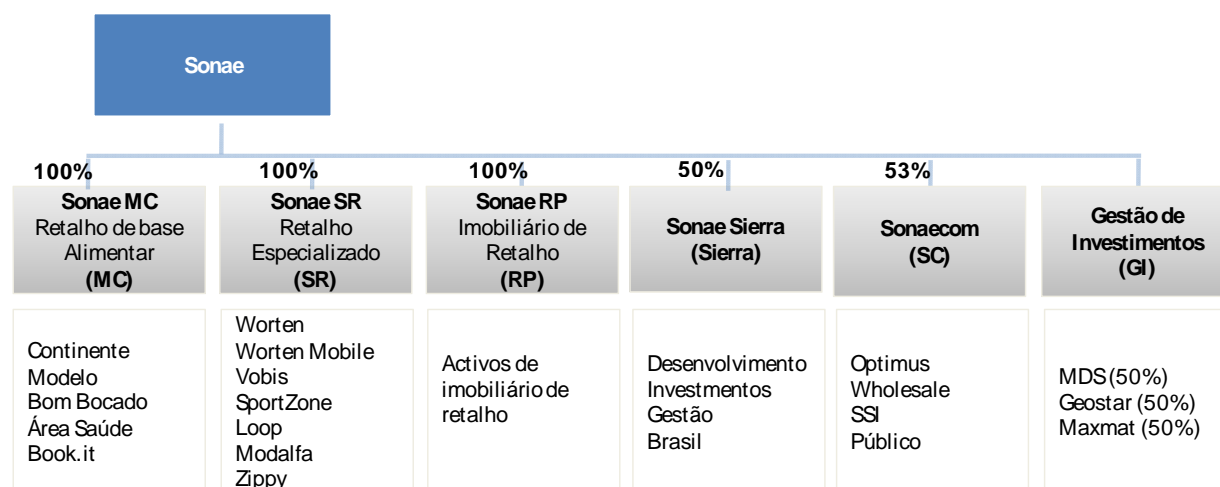 Sonae
100%
100%
100%
50%
53%
Sonae MC
Retalho de base
Alimentar
(MC)
Sonae SR
Retalho
Especializado
(SR)
Sonae RP
Imobiliário de
Retalho
(RP)
Sonae Sierra
(Sierra)
Sonaecom
(SC)
Gestão de
Investimentos
(GI)
Continente
Modelo
Bom Bocado
Área Saúde
Book.it
Worten
Worten Mobile
Vobis
SportZone
Loop
Modalfa
Zippy
Activos de
imobiliário de
retalho
Desenvolvimento
Investmentos
Gestão
Brasil
Optimus
Wholesale
SSI
Público
MDS (50%)
Geostar (50%)
Maxmat (50%)